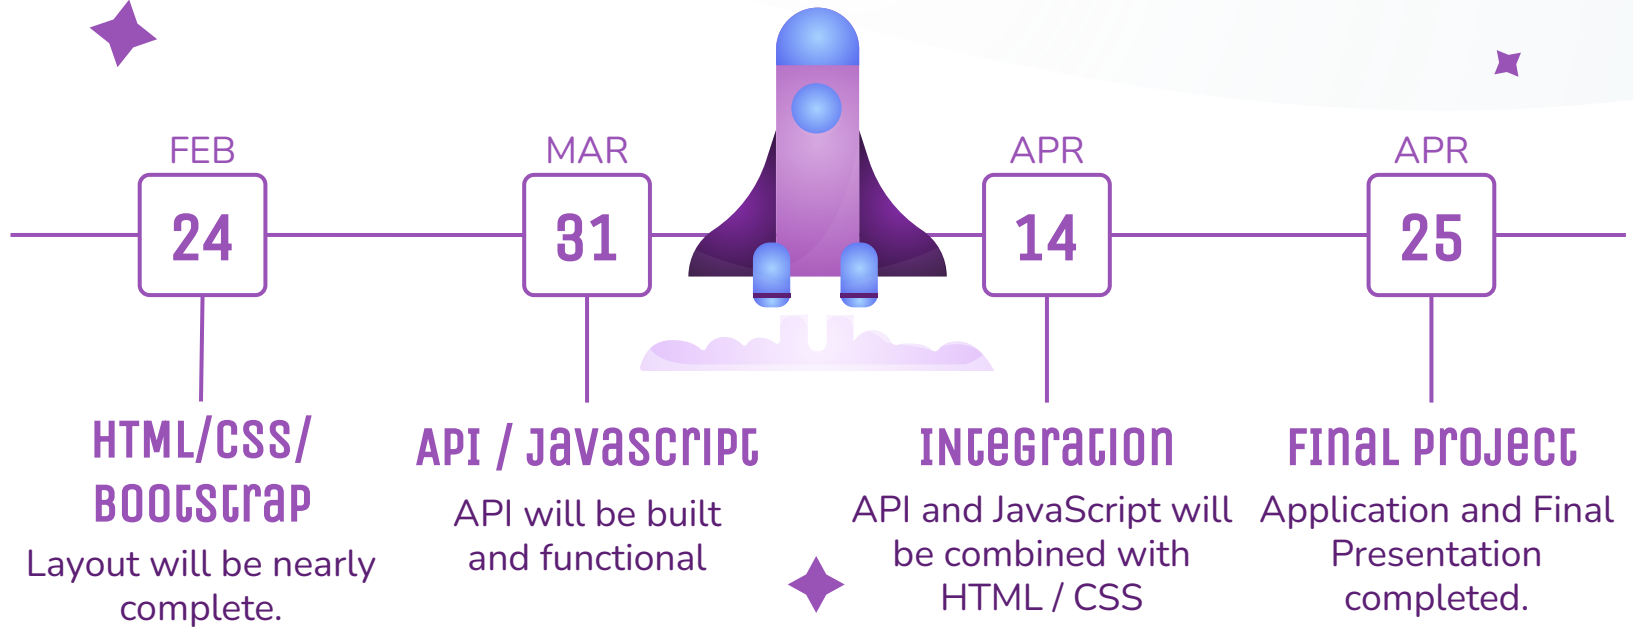 FEB
24
HTML/CSS/
Bootstrap
Layout will be nearly
complete.
MAR
31
API / Javascript
API will be built
and functional
APR
14
Integration
API and JavaScript will
be combined with
HTML / CSS
APR
25
Final Project
Application and Final
Presentation
completed.